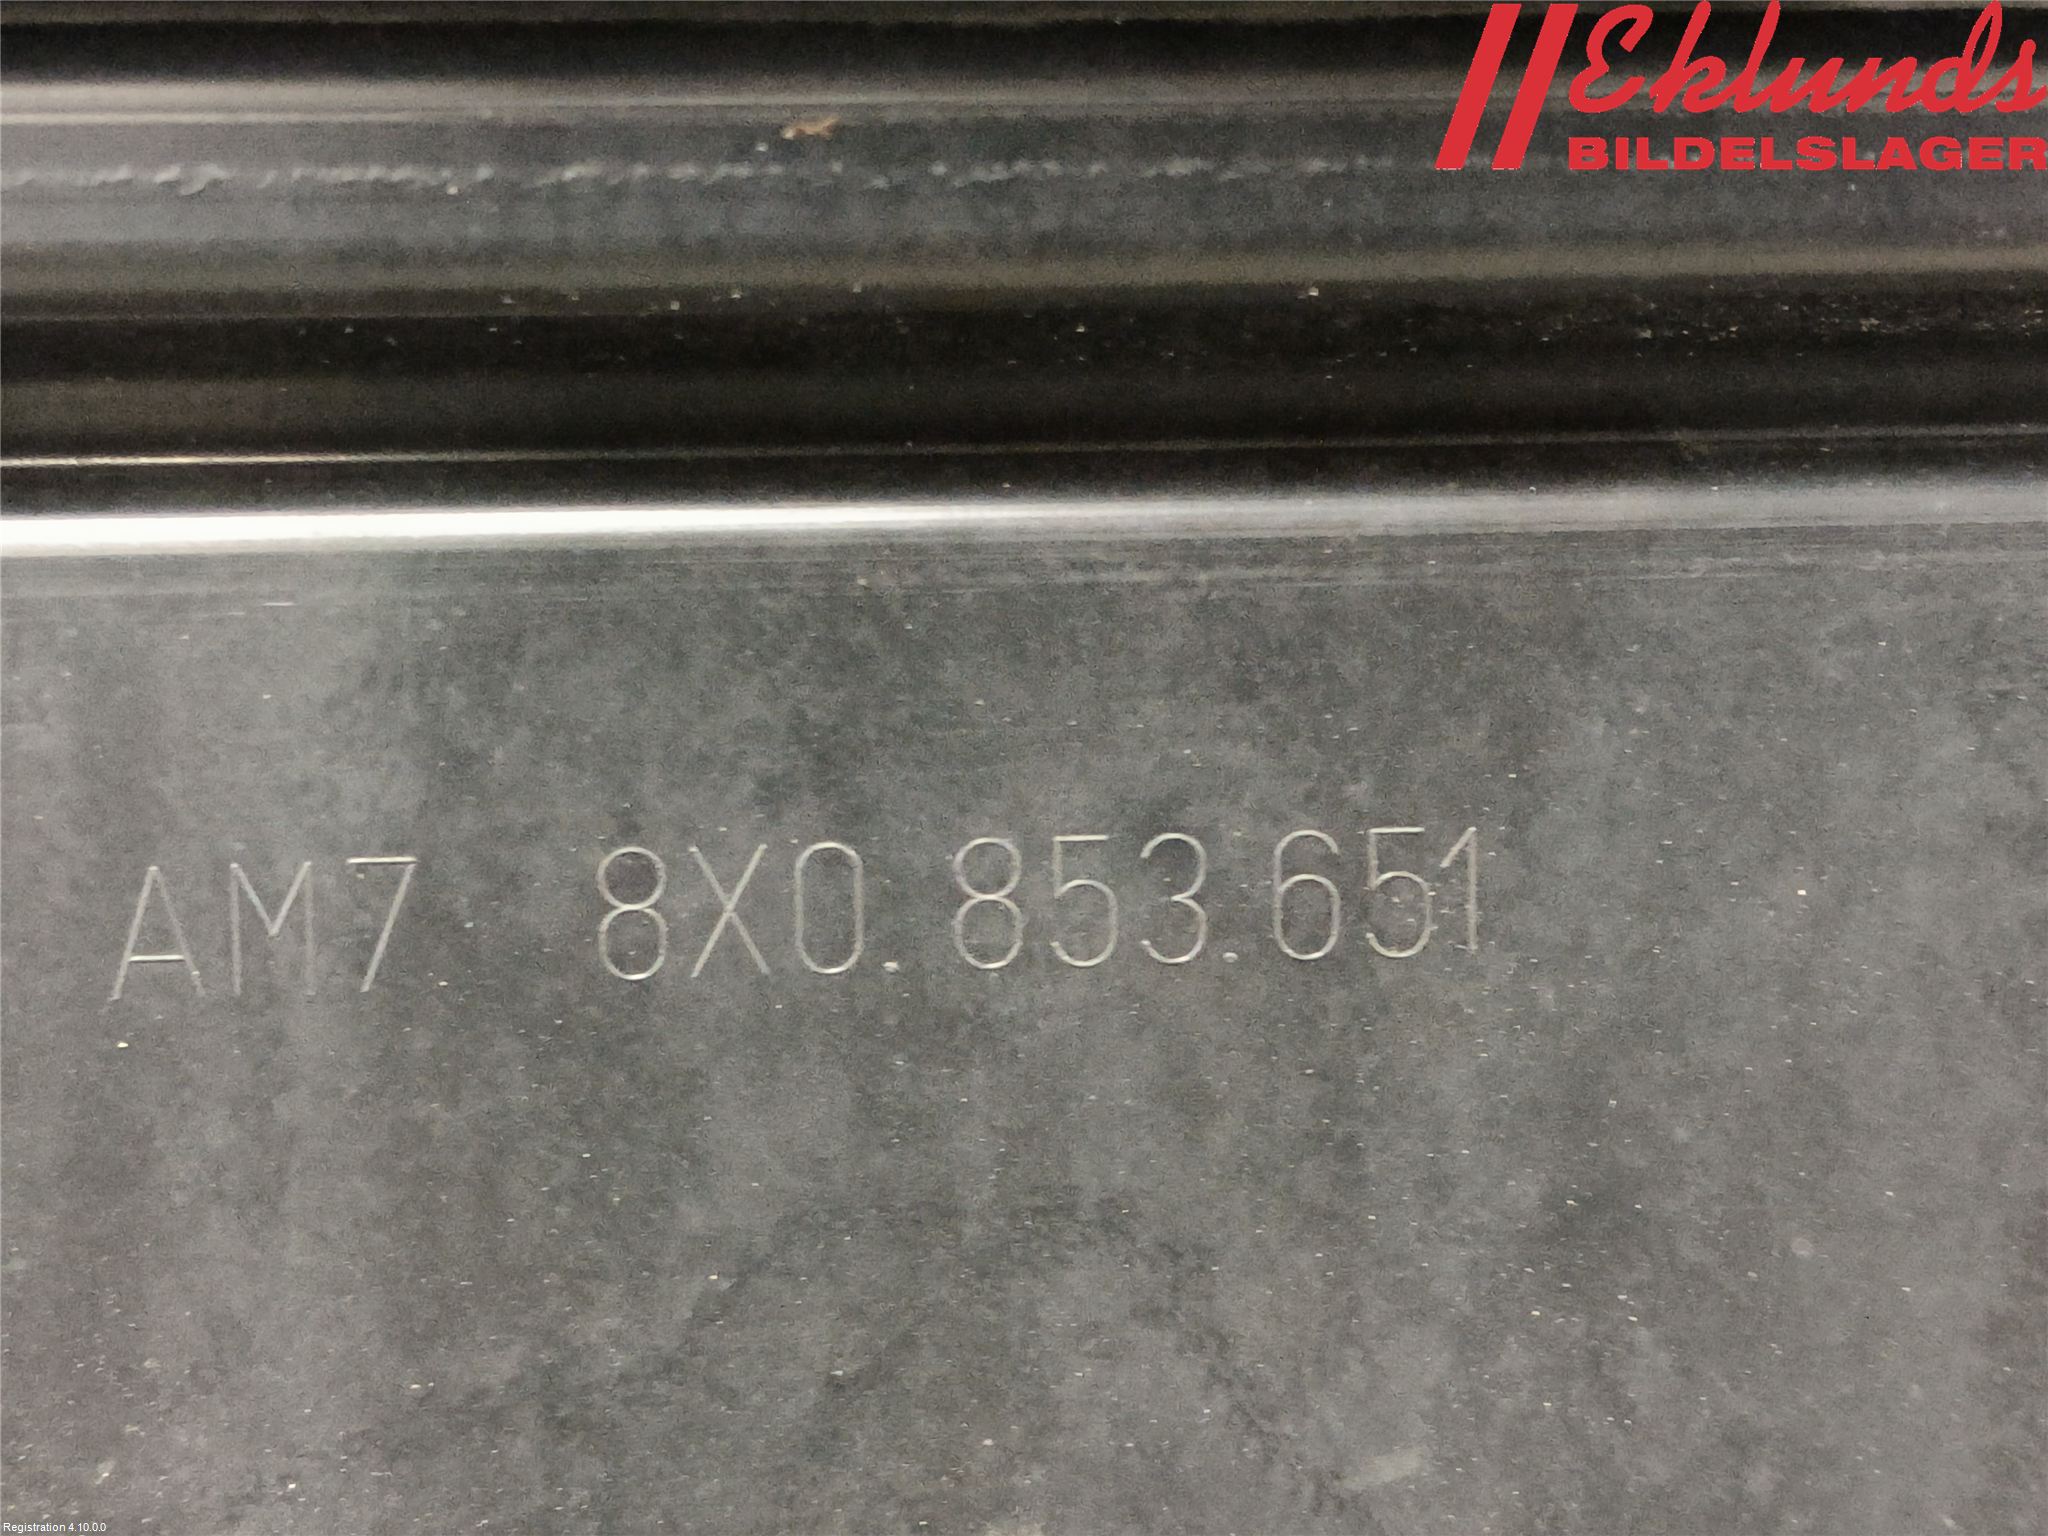 Eklunds
BILDELSLAGER
AM7 8X0.853.651
Registration 4.10.0.0